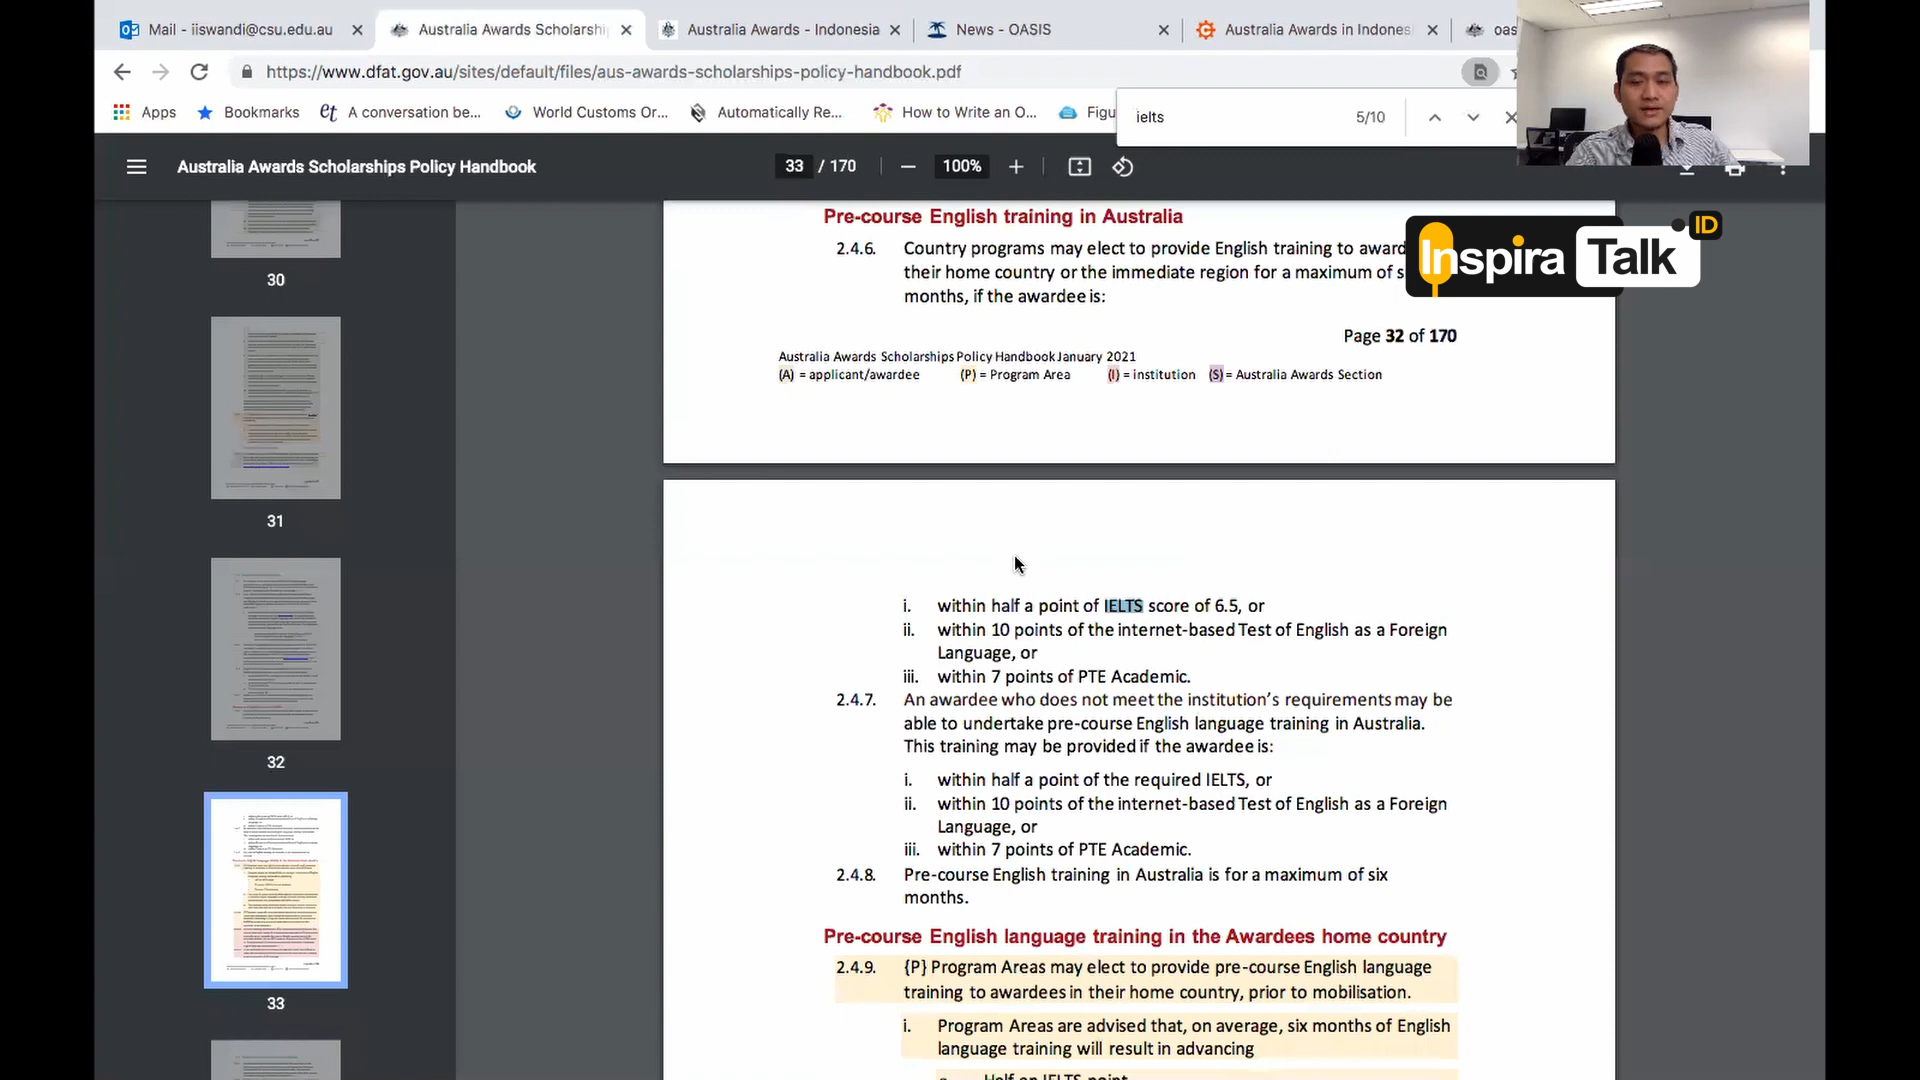 Mail - iiswandi@csu.edu.au
Australia Awards Scholarshi
Australia Awards - Indonesia
News - OASIS
Australia Awards in Indones
oas
https://www.dfat.gov.au/sites/default/files/aus-awards-scholarships-policy-handbook.pdf
Apps
Bookmarks
et A conversation be...
World Customs Or...
Automatically Re...
How to Write an O...
Figu
ielts
5/10
Australia Awards Scholarships Policy Handbook
33 / 170
100%
Inspira Talk ID
30
31
32
33
Pre-course English training in Australia
2.4.6. Country programs may elect to provide English training to award
their home country or the immediate region for a maximum of s
months, if the awardee is:
Page 32 of 170
Australia Awards Scholarships Policy Handbook January 2021
(A) = applicant/awardee (P) = Program Area (I) = institution (S) = Australia Awards Section
i. within half a point of IELTS score of 6.5, or
ii. within 10 points of the internet-based Test of English as a Foreign
Language, or
iii. within 7 points of PTE Academic.
2.4.7. An awardee who does not meet the institution's requirements may be
able to undertake pre-course English language training in Australia.
This training may be provided if the awardee is:
i. within half a point of the required IELTS, or
ii. within 10 points of the internet-based Test of English as a Foreign
Language, or
iii. within 7 points of PTE Academic.
2.4.8. Pre-course English training in Australia is for a maximum of six
months.
Pre-course English language training in the Awardees home country
2.4.9. {P} Program Areas may elect to provide pre-course English language
training to awardees in their home country, prior to mobilisation.
i. Program Areas are advised that, on average, six months of English
language training will result in advancing
Half an IELTS point